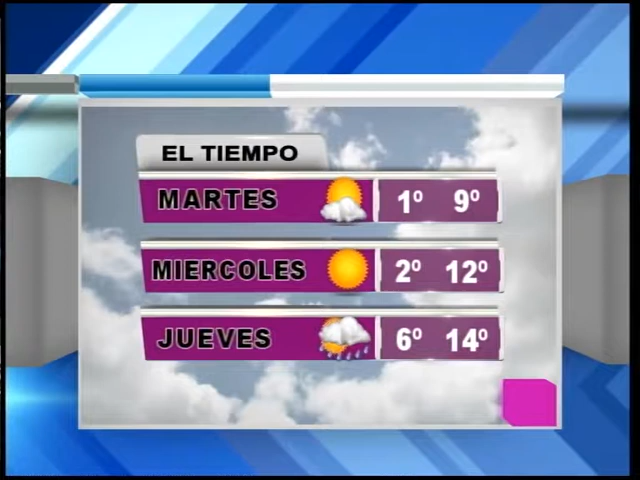 EL TIEMPO
MARTES 1º 9º
MIERCOLES 2º 12º
JUEVES 6º 14º